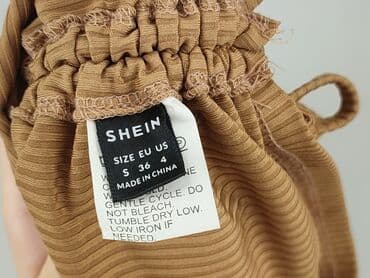 SHEIN
SIZE EU US
S 36 4
MADE IN CHINA
GENTLE CYCLE. DO
NOT BLEACH.
TUMBLE DRY LOW.
LOW IRON IF